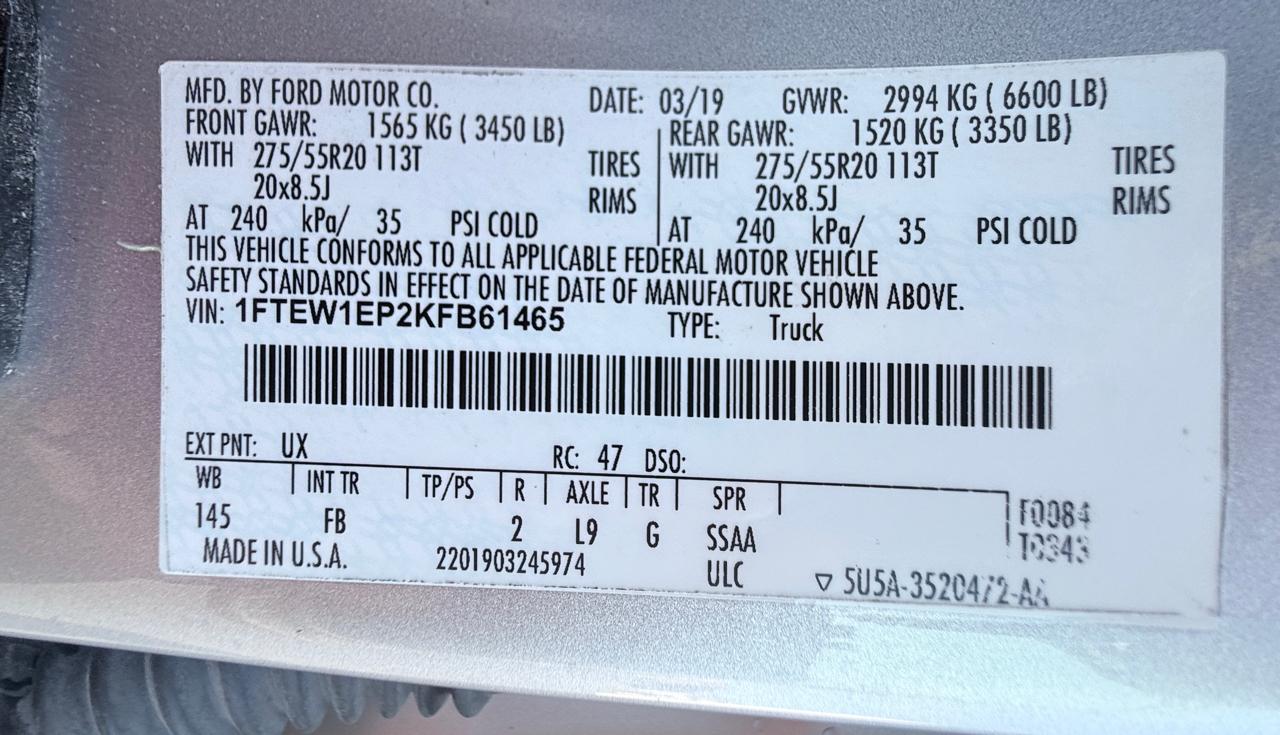 MFD. BY FORD MOTOR CO. DATE: 03/19 GVWR: 2994 KG ( 6600 LB)
FRONT GAWR: 1565 KG ( 3450 LB) REAR GAWR: 1520 KG ( 3350 LB)
WITH 275/55R20 113T TIRES WITH 275/55R20 113T TIRES
20x8.5J RIMS 20x8.5J RIMS
AT 240 kPa/ 35 PSI COLD AT 240 kPa/ 35 PSI COLD
THIS VEHICLE CONFORMS TO ALL APPLICABLE FEDERAL MOTOR VEHICLE
SAFETY STANDARDS IN EFFECT ON THE DATE OF MANUFACTURE SHOWN ABOVE.
VIN: 1FTEW1EP2KFB61465 TYPE: Truck
EXT PNT: UX RC: 47 DSO:
WB INT TR TP/PS R AXLE TR SPR
145 FB 2 L9 G SSAA F0084
MADE IN U.S.A. 2201903245974 ULC T0343
▽ 5U5A-3520472-AA